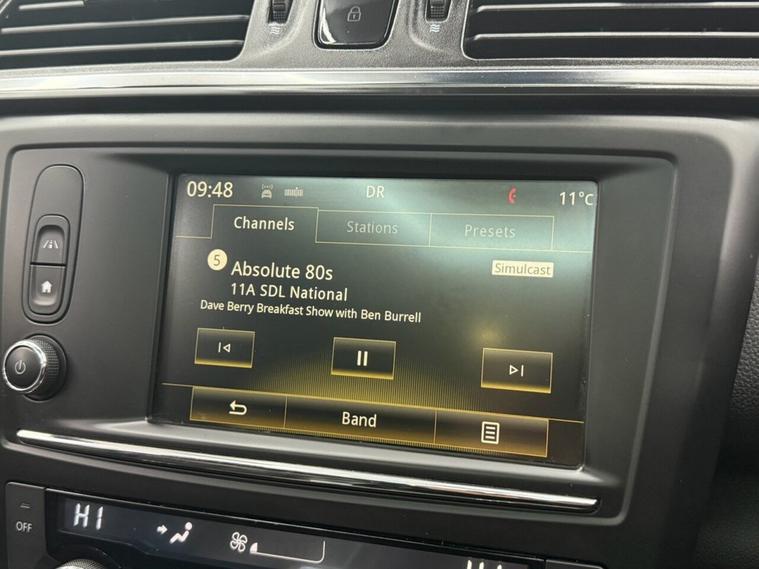 09:48 DR 11°C
Channels Stations Presets
5 Absolute 80s Simulcast
11A SDL National
Dave Berry Breakfast Show with Ben Burrell
Band
OFF HI